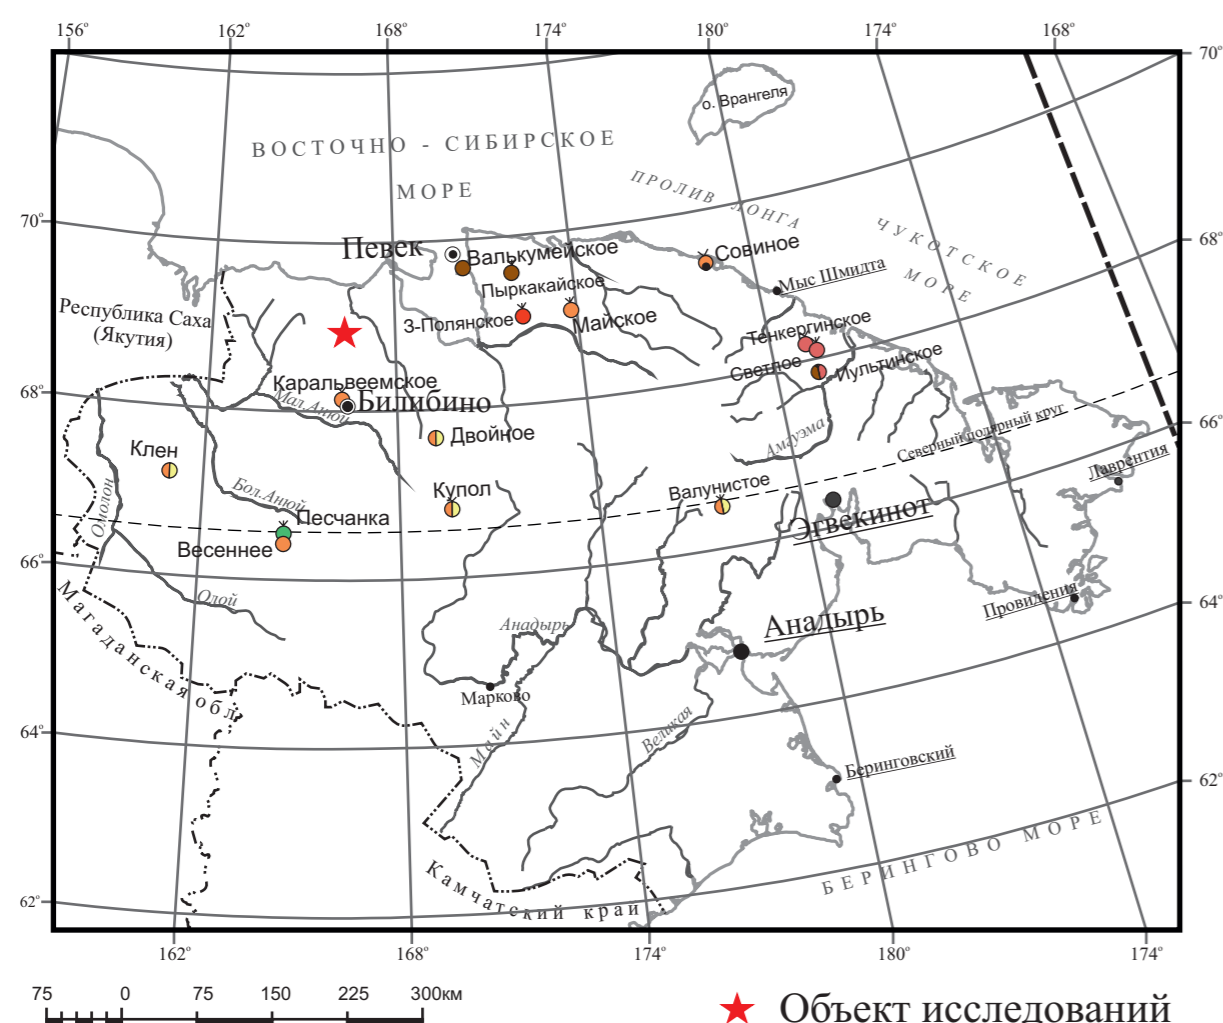 156° 162° 168° 174° 180° 174° 168°
70°
о. Врангеля
ВОСТОЧНО - СИБИРСКОЕ
МОРЕ
ПРОЛИВ ЛОНГА
ЧУКОТСКОЕ
МОРЕ
70°
68°
Певек
Валькумейское
Совиное
Пыркакайское
Мыс Шмидта
Республика Саха
(Якутия)
3-Полянское
Майское
Тенкергинское
Светлое
Иультинское
68°
Каральвеемское
Мал.Анюй
Билибино
66°
Двойное
Амгуэма
Северный полярный круг
Клен
Лаврентия
Омолон
Бол.Анюй
Купол
Валунистое
Песчанка
Эгвекинот
Весеннее
66°
Олой
Провидения
64°
Магаданская обл.
Анадырь
Анадырь
Марково
64°
Майн
Великая
Беринговский
62°
БЕРИНГОВО МОРЕ
Камчатский край
62°
162° 168° 174° 180° 174°
75 0 75 150 225 300км
Объект исследований